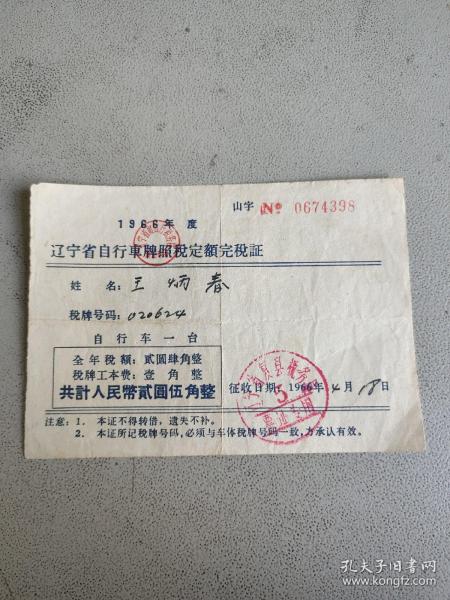 山字 № 0674398
1966年度
辽宁省自行車牌照税定額完税証
姓名：王炳春
税牌号码：020624
自行车一台
全年税额：貳圆肆角整
税牌工本费：壹角整
共計人民幣貳圓伍角整
征收日期：1966年4月18日
注意：1．本证不得转借，遗失不补。
2．本证所记税牌号码，必须与车体税牌号码一致，方承认有效。
3
孔夫子旧书网
www.kongfz.com